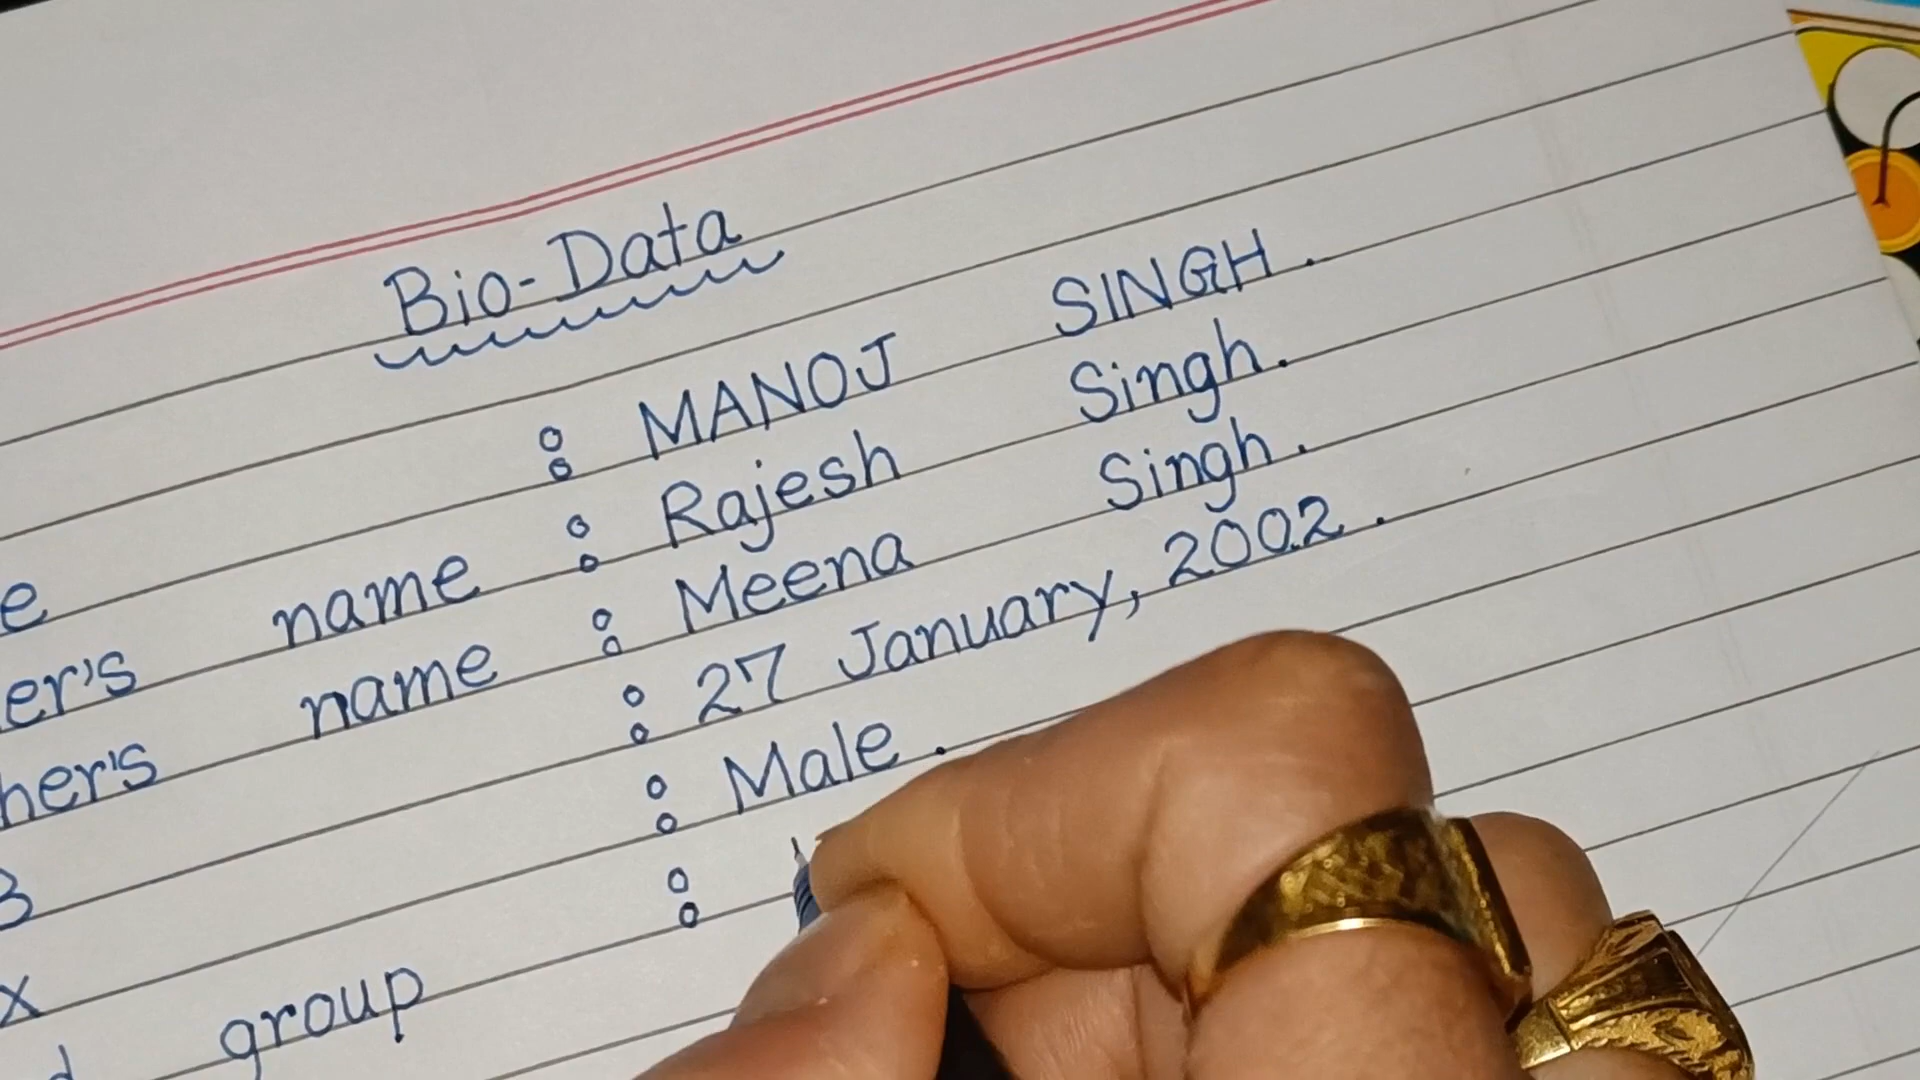 Bio-Data
e : MANOJ SINGH.
er's name : Rajesh Singh.
her's name : Meena Singh.
B : 27 January, 2002.
x : Male.
d group :